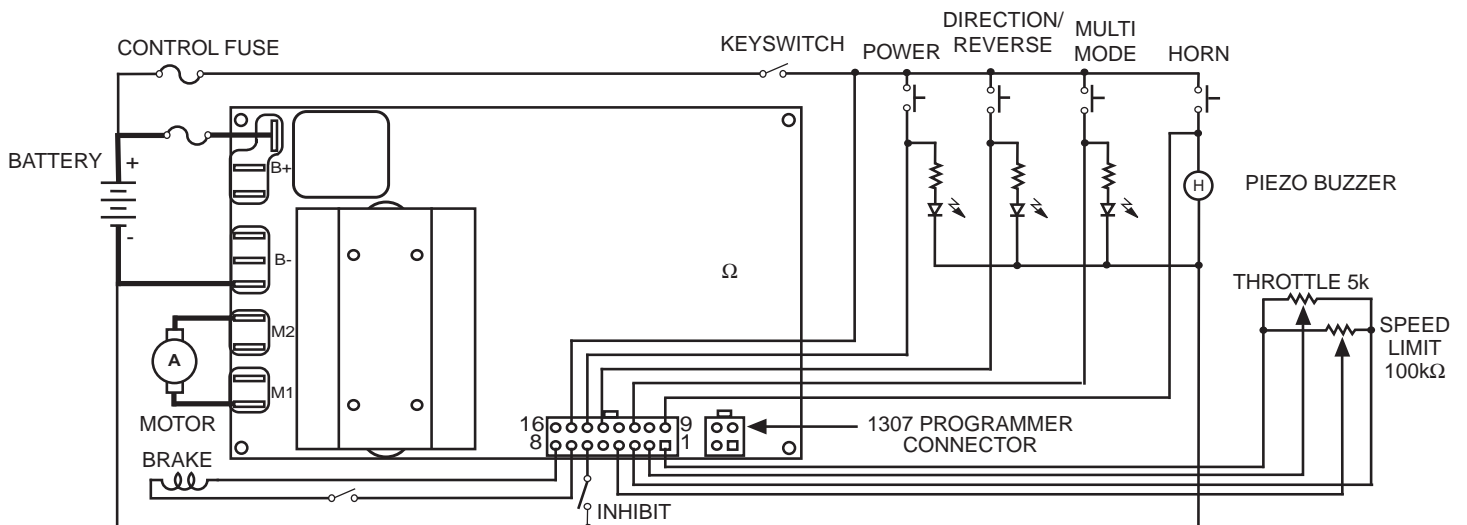 CONTROL FUSE
KEYSWITCH
POWER
DIRECTION/
REVERSE
MULTI
MODE
HORN
BATTERY
+
-
B+
B-
M2
M1
A
MOTOR
BRAKE
Ω
H
PIEZO BUZZER
THROTTLE 5k
SPEED
LIMIT
100kΩ
16
9
8
1
1307 PROGRAMMER
CONNECTOR
INHIBIT